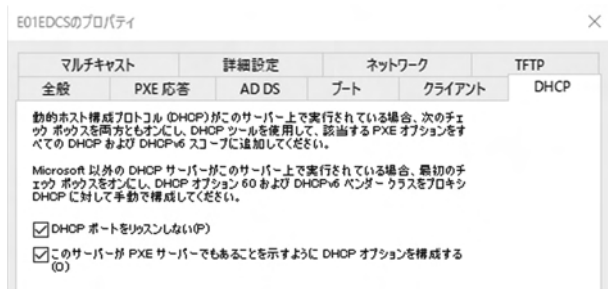 E01EDCSのプロパティ
マルチキャスト 詳細設定 ネットワーク TFTP
全般 PXE 応答 AD DS ブート クライアント DHCP
動的ホスト構成プロトコル (DHCP)がこのサーバー上で実行されている場合、次のチェ
ック ボックスを両方ともオンにし、DHCP ツールを使用して、該当する PXE オプションをす
べての DHCP および DHCPv6 スコープに追加してください。
Microsoft 以外の DHCP サーバーがこのサーバー上で実行されている場合、最初のチ
ェック ボックスをオンにし、DHCP オプション 60 および DHCPv6 ベンダー クラスをプロキシ
DHCP に対して手動で構成してください。
DHCP ポートをリッスンしない(P)
このサーバーが PXE サーバーでもあることを示すように DHCP オプションを構成する
(O)